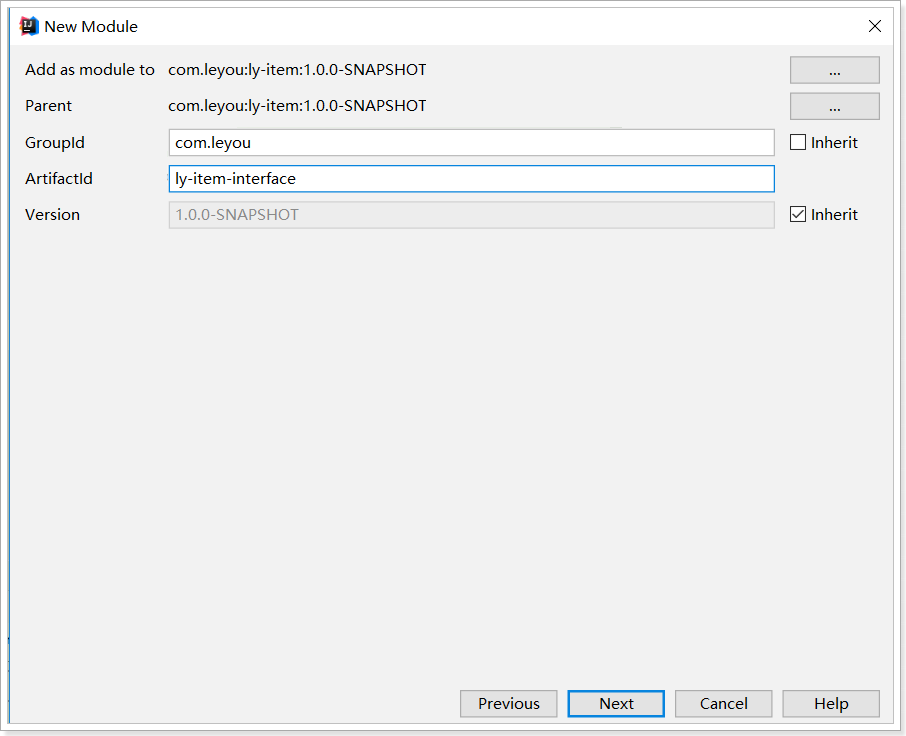 New Module
Add as module to com.leyou:ly-item:1.0.0-SNAPSHOT ...
Parent com.leyou:ly-item:1.0.0-SNAPSHOT ...
GroupId com.leyou Inherit
ArtifactId ly-item-interface
Version 1.0.0-SNAPSHOT Inherit
Previous Next Cancel Help